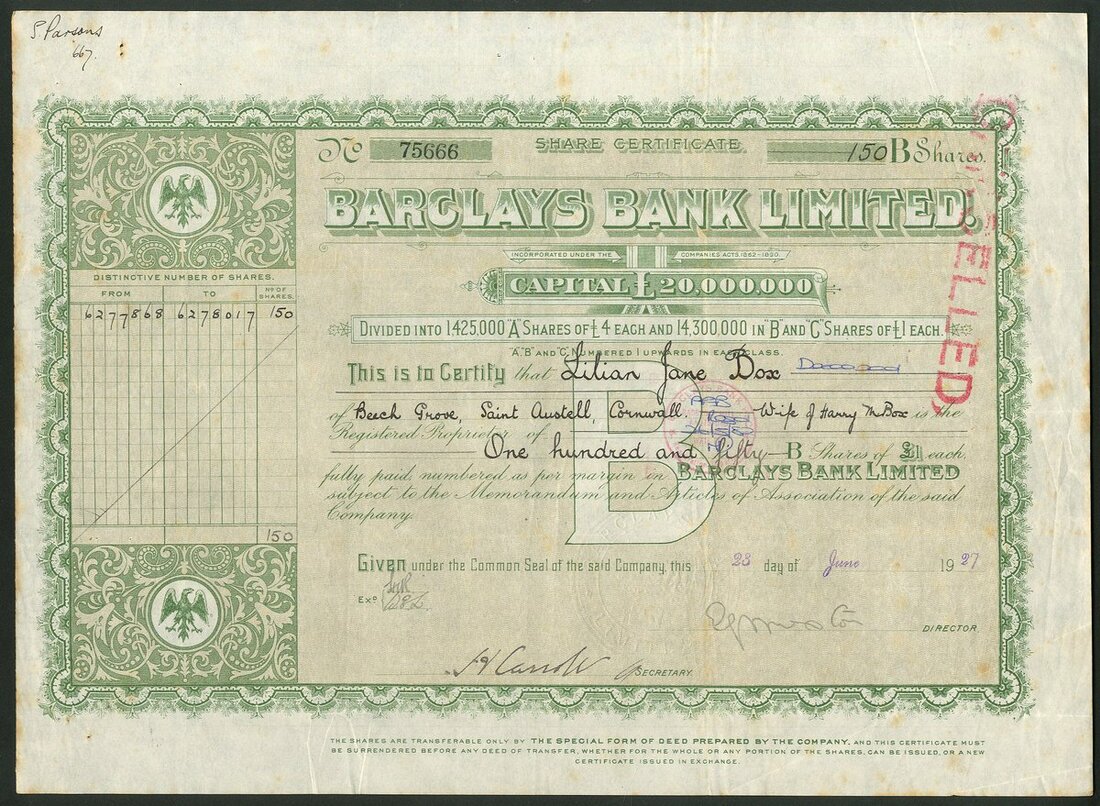 S Parsons
667.
No 75666 SHARE CERTIFICATE. 150 B Shares.
BARCLAYS BANK LIMITED.
INCORPORATED UNDER THE COMPANIES ACTS, 1862-1890.
CAPITAL £20,000,000
DIVIDED INTO 1,425,000 "A" SHARES OF £4 EACH AND 14,300,000 IN "B" AND "C" SHARES OF £1 EACH.
"A", "B" AND "C" NUMBERED 1 UPWARDS IN EACH CLASS.
DISTINCTIVE NUMBER OF SHARES.
FROM TO No OF SHARES.
6277868 6278017 150
150
This is to Certify that Lilian Jane Box
of Beech Grove, Saint Austell, Cornwall. Wife of Harry M Box is the
Registered Proprietor of One hundred and fifty B Shares of £1 each
fully paid, numbered as per margin in BARCLAYS BANK LIMITED
subject to the Memorandum and Articles of Association of the said
Company.
Given under the Common Seal of the said Company, this 23 day of June 1927
Exd
DIRECTOR.
SECRETARY.
CANCELLED
THE SHARES ARE TRANSFERABLE ONLY BY THE SPECIAL FORM OF DEED PREPARED BY THE COMPANY, AND THIS CERTIFICATE MUST
BE SURRENDERED BEFORE ANY DEED OF TRANSFER, WHETHER FOR THE WHOLE OR ANY PORTION OF THE SHARES, CAN BE ISSUED, OR A NEW
CERTIFICATE ISSUED IN EXCHANGE.